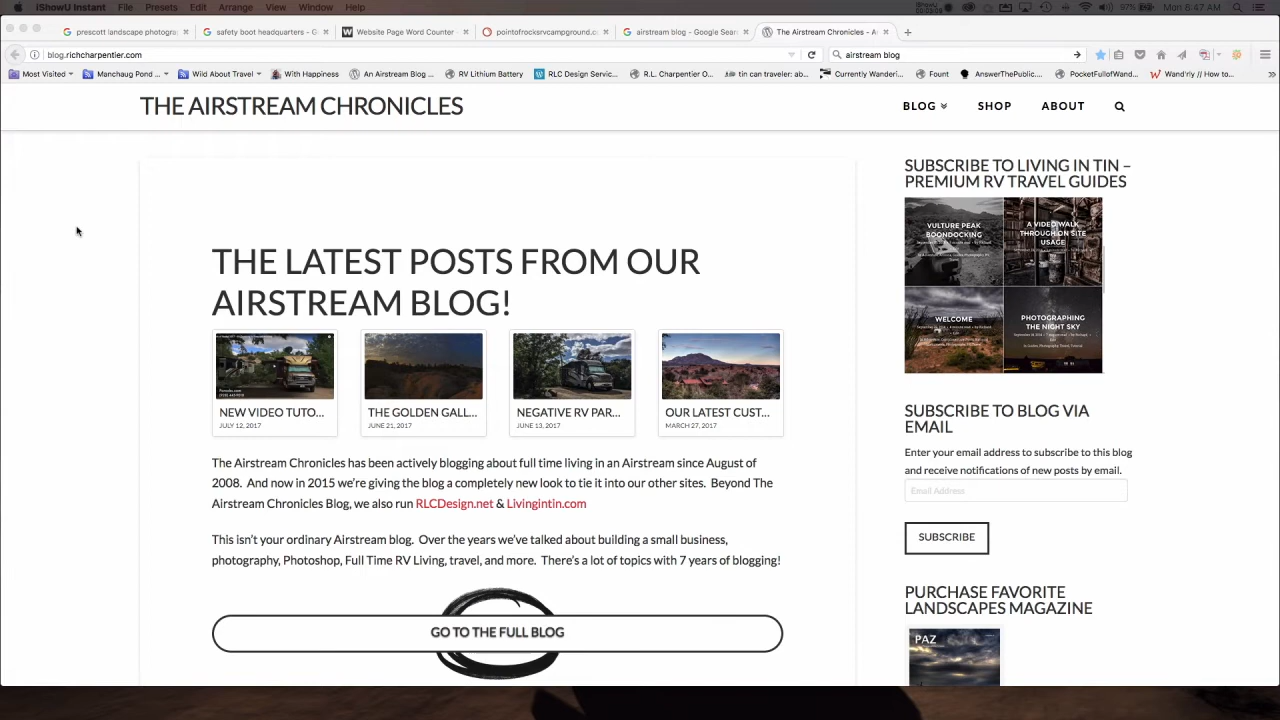 iShowU Instant File Presets Edit Arrange View Window Help
97% Mon 8:47 AM
prescott landscape photogra
safety boot headquarters - G
Website Page Word Counter -
pointofrocksrvcampground.c
airstream blog - Google Sear
The Airstream Chronicles - A
blog.richcharpentier.com
airstream blog
Most Visited
Manchaug Pond ...
Wild About Travel
With Happiness
An Airstream Blog ...
RV Lithium Battery
RLC Design Servic...
R.L. Charpentier O...
tin can traveler: ab...
Currently Wanderi...
Fount
AnswerThePublic....
PocketFullofWand...
Wand'rly // How to...
THE AIRSTREAM CHRONICLES
BLOG SHOP ABOUT
THE LATEST POSTS FROM OUR
AIRSTREAM BLOG!
NEW VIDEO TUTO...
JULY 12, 2017
THE GOLDEN GALL...
JUNE 21, 2017
NEGATIVE RV PAR...
JUNE 13, 2017
OUR LATEST CUST...
MARCH 27, 2017
The Airstream Chronicles has been actively blogging about full time living in an Airstream since August of
2008. And now in 2015 we're giving the blog a completely new look to tie it into our other sites. Beyond The
Airstream Chronicles Blog, we also run RLCDesign.net & Livingintin.com
This isn't your ordinary Airstream blog. Over the years we've talked about building a small business,
photography, Photoshop, Full Time RV Living, travel, and more. There's a lot of topics with 7 years of blogging!
GO TO THE FULL BLOG
SUBSCRIBE TO LIVING IN TIN –
PREMIUM RV TRAVEL GUIDES
VULTURE PEAK
BOONDOCKING
A VIDEO WALK
THROUGH ON SITE
USAGE
WELCOME
PHOTOGRAPHING
THE NIGHT SKY
SUBSCRIBE TO BLOG VIA
EMAIL
Enter your email address to subscribe to this blog
and receive notifications of new posts by email.
Email Address
SUBSCRIBE
PURCHASE FAVORITE
LANDSCAPES MAGAZINE
PAZ